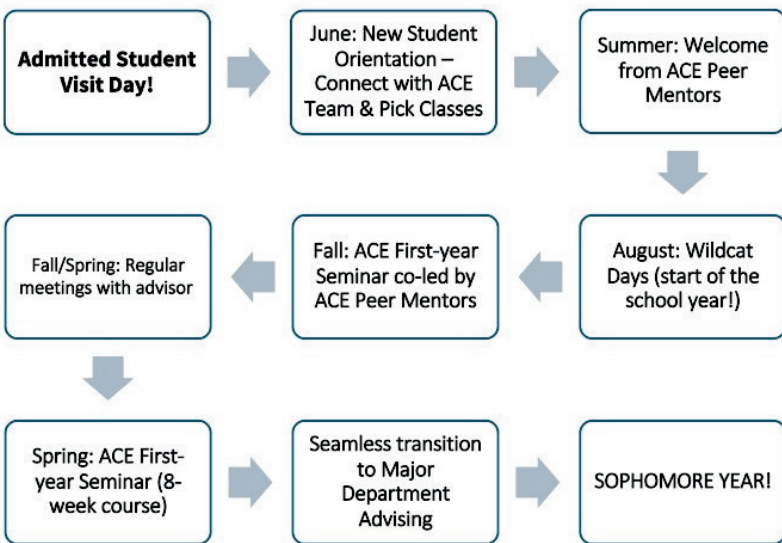 Admitted Student
Visit Day!
June: New Student
Orientation –
Connect with ACE
Team & Pick Classes
Summer: Welcome
from ACE Peer
Mentors
August: Wildcat
Days (start of the
school year!)
Fall: ACE First-year
Seminar co-led by
ACE Peer Mentors
Fall/Spring: Regular
meetings with advisor
Spring: ACE First-
year Seminar (8-
week course)
Seamless transition
to Major
Department
Advising
SOPHOMORE YEAR!